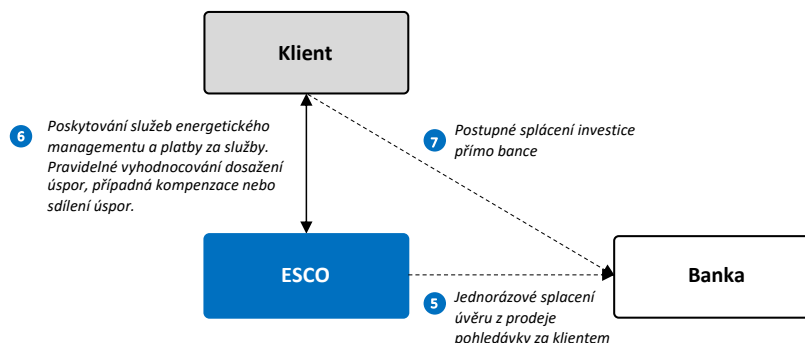 Klient
6
Poskytování služeb energetického
managementu a platby za služby.
Pravidelné vyhodnocování dosažení
úspor, případná kompenzace nebo
sdílení úspor.
7
Postupné splácení investice
přímo bance
ESCO
Banka
5
Jednorázové splacení
úvěru z prodeje
pohledávky za klientem